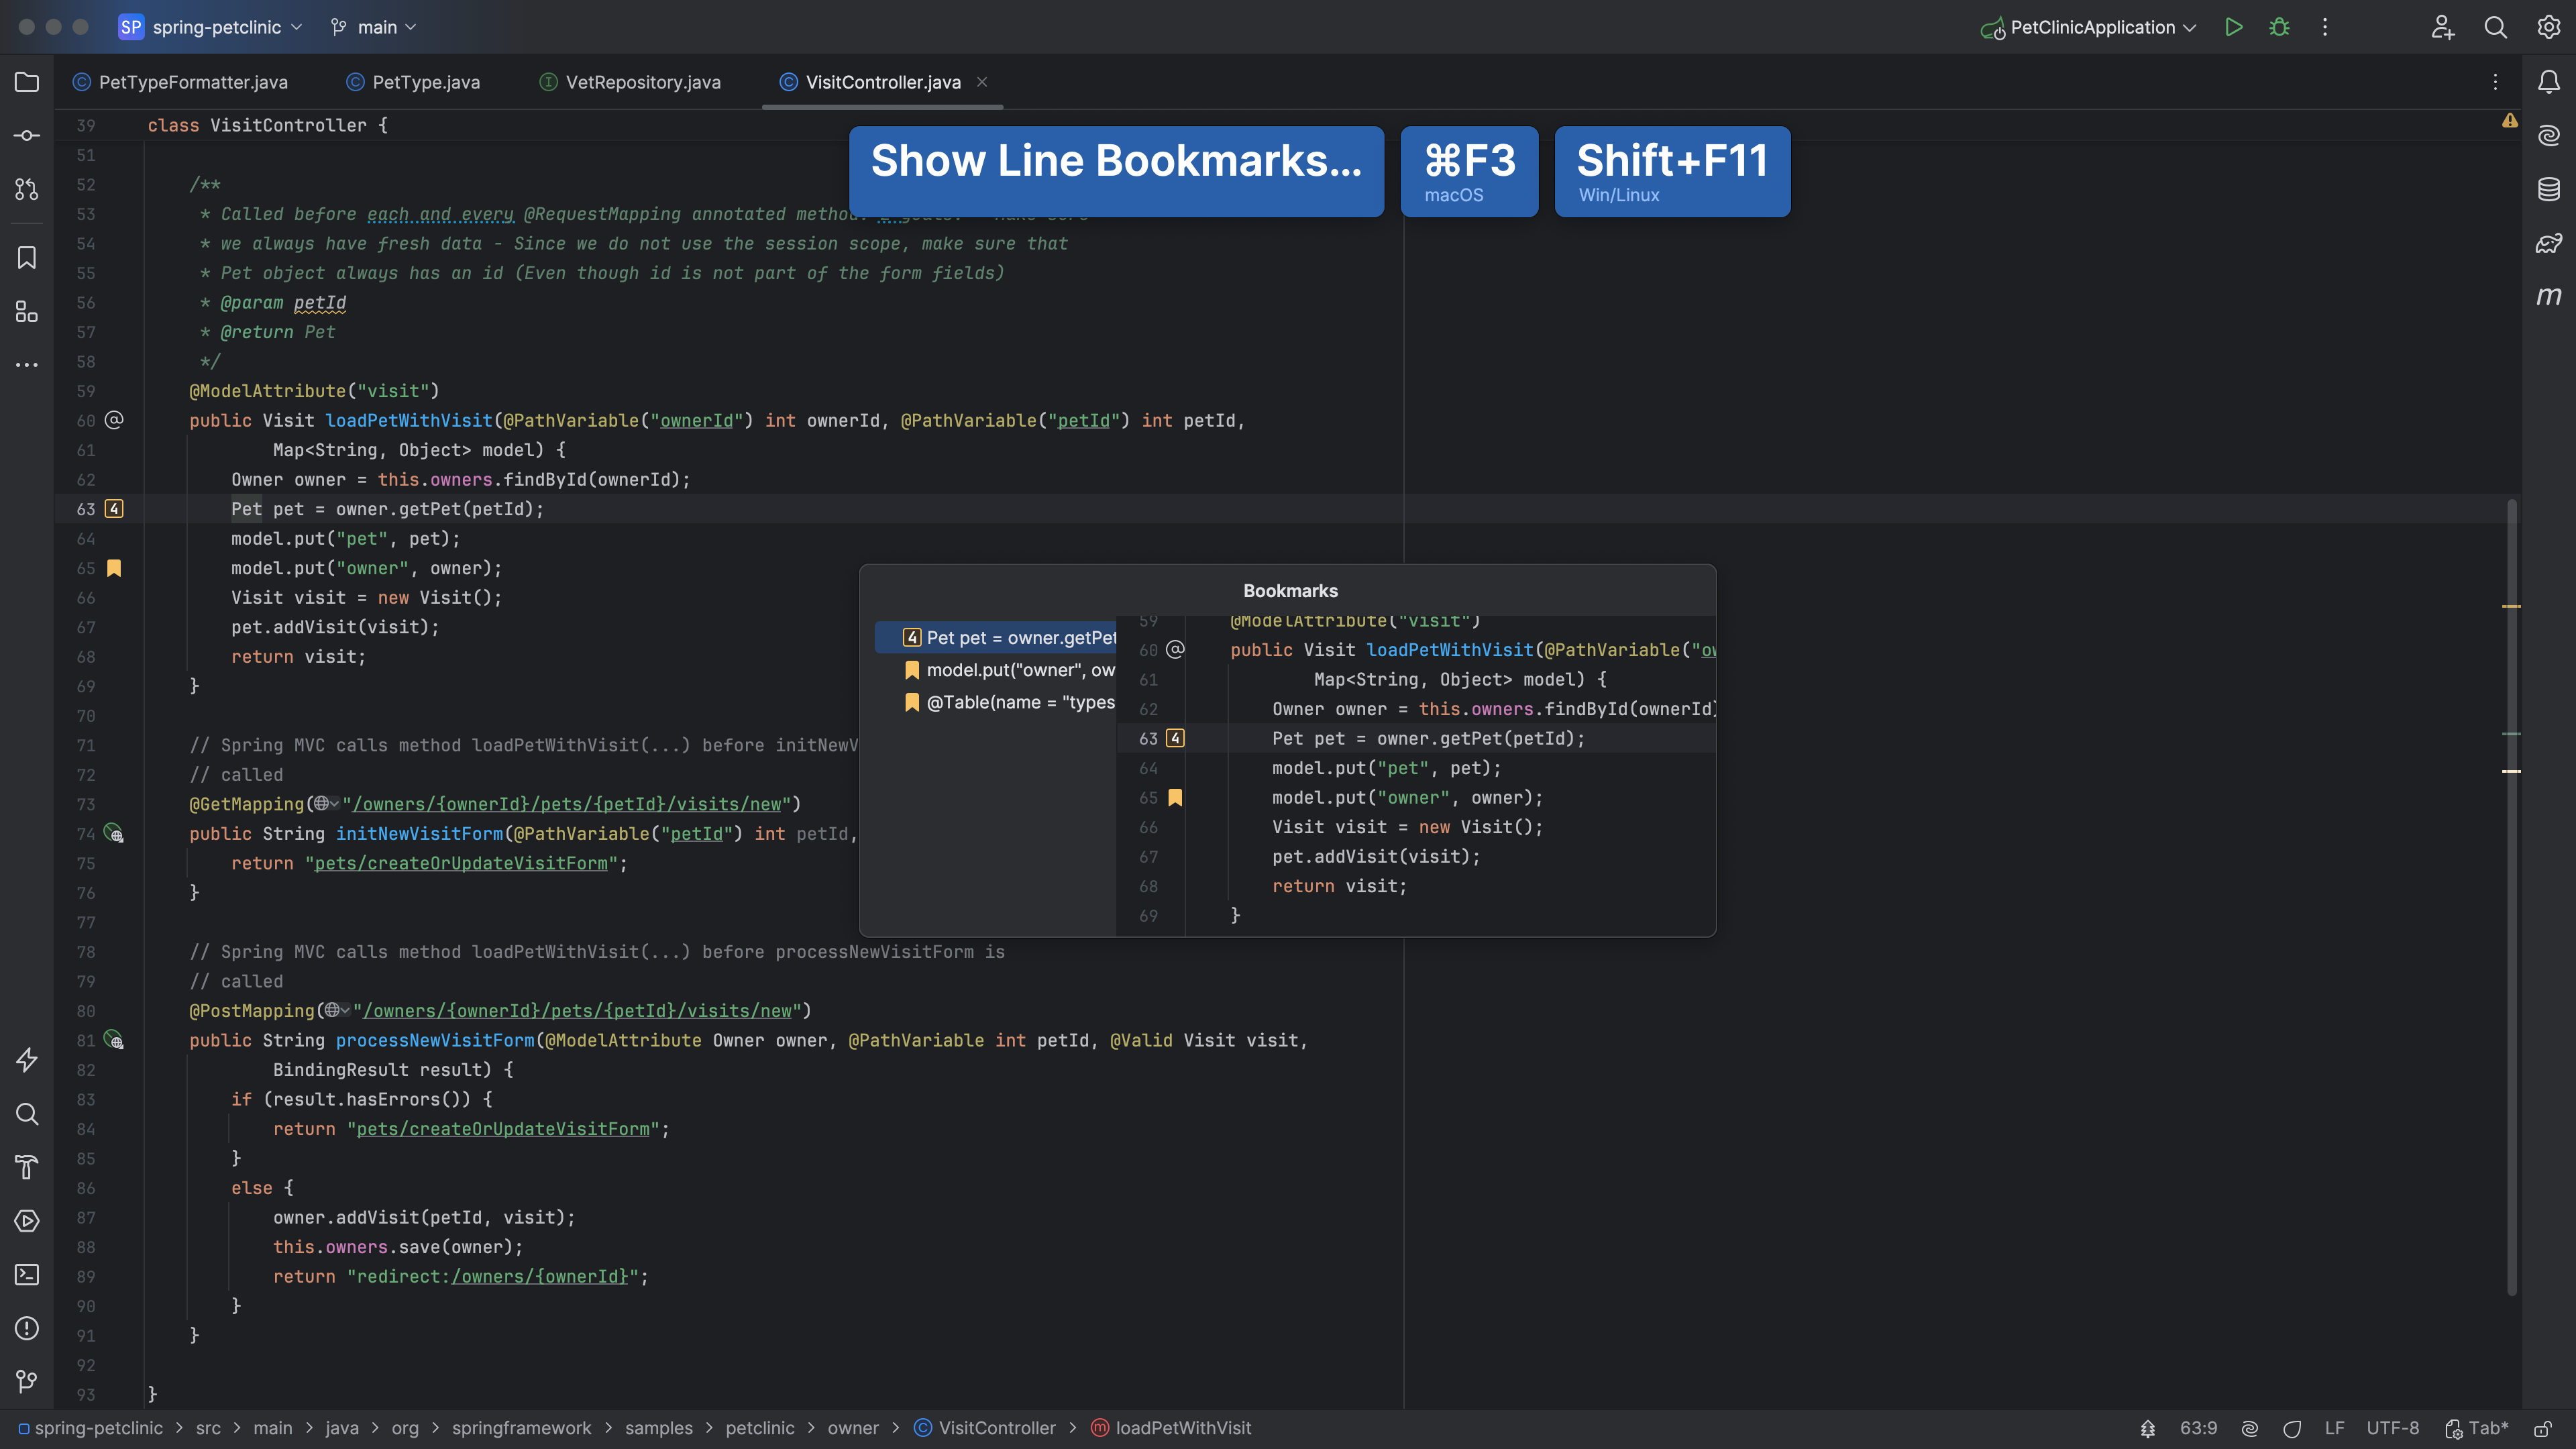 SP spring-petclinic main PetClinicApplication
PetTypeFormatter.java PetType.java VetRepository.java VisitController.java
39 class VisitController {
Show Line Bookmarks...
⌘F3
macOS
Shift+F11
Win/Linux
51
52 /**
53 * Called before each and every @RequestMapping annotated method.
54 * we always have fresh data - Since we do not use the session scope, make sure that
55 * Pet object always has an id (Even though id is not part of the form fields)
56 * @param petId
57 * @return Pet
58 */
59 @ModelAttribute("visit")
60 public Visit loadPetWithVisit(@PathVariable("ownerId") int ownerId, @PathVariable("petId") int petId,
61 Map<String, Object> model) {
62 Owner owner = this.owners.findById(ownerId);
63 4 Pet pet = owner.getPet(petId);
64 model.put("pet", pet);
65 model.put("owner", owner);
66 Visit visit = new Visit();
67 pet.addVisit(visit);
68 return visit;
69 }
70
71 // Spring MVC calls method loadPetWithVisit(...) before initNewV
72 // called
73 @GetMapping("/owners/{ownerId}/pets/{petId}/visits/new")
74 public String initNewVisitForm(@PathVariable("petId") int petId,
75 return "pets/createOrUpdateVisitForm";
76 }
77
78 // Spring MVC calls method loadPetWithVisit(...) before processNewVisitForm is
79 // called
80 @PostMapping("/owners/{ownerId}/pets/{petId}/visits/new")
81 public String processNewVisitForm(@ModelAttribute Owner owner, @PathVariable int petId, @Valid Visit visit,
82 BindingResult result) {
83 if (result.hasErrors()) {
84 return "pets/createOrUpdateVisitForm";
85 }
86 else {
87 owner.addVisit(petId, visit);
88 this.owners.save(owner);
89 return "redirect:/owners/{ownerId}";
90 }
91 }
92
93 }
Bookmarks
4 Pet pet = owner.getPet
model.put("owner", ow
@Table(name = "types
59 @ModelAttribute("visit")
60 public Visit loadPetWithVisit(@PathVariable("ow
61 Map<String, Object> model) {
62 Owner owner = this.owners.findById(ownerId)
63 4 Pet pet = owner.getPet(petId);
64 model.put("pet", pet);
65 model.put("owner", owner);
66 Visit visit = new Visit();
67 pet.addVisit(visit);
68 return visit;
69 }
m
spring-petclinic > src > main > java > org > springframework > samples > petclinic > owner > VisitController > loadPetWithVisit 63:9 LF UTF-8 Tab*